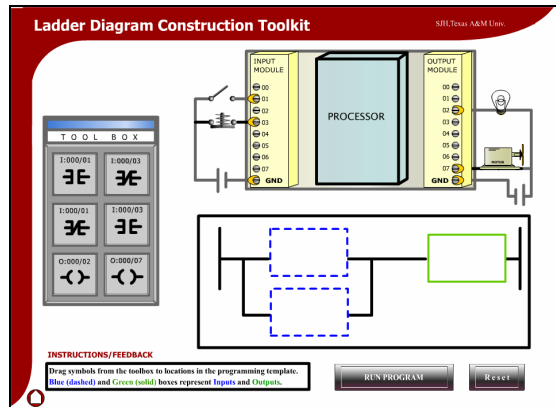 Ladder Diagram Construction Toolkit
SJH,Texas A&M Univ.
INPUT
MODULE
00
01
02
03
04
05
06
07
GND
PROCESSOR
OUTPUT
MODULE
00
01
02
03
04
05
06
07
GND
MOTOR
TOOL BOX
I:000/01
I:000/03
I:000/01
I:000/03
O:000/02
O:000/07
INSTRUCTIONS/FEEDBACK
Drag symbols from the toolbox to locations in the programming template.
Blue (dashed) and Green (solid) boxes represent Inputs and Outputs.
RUN PROGRAM
Reset